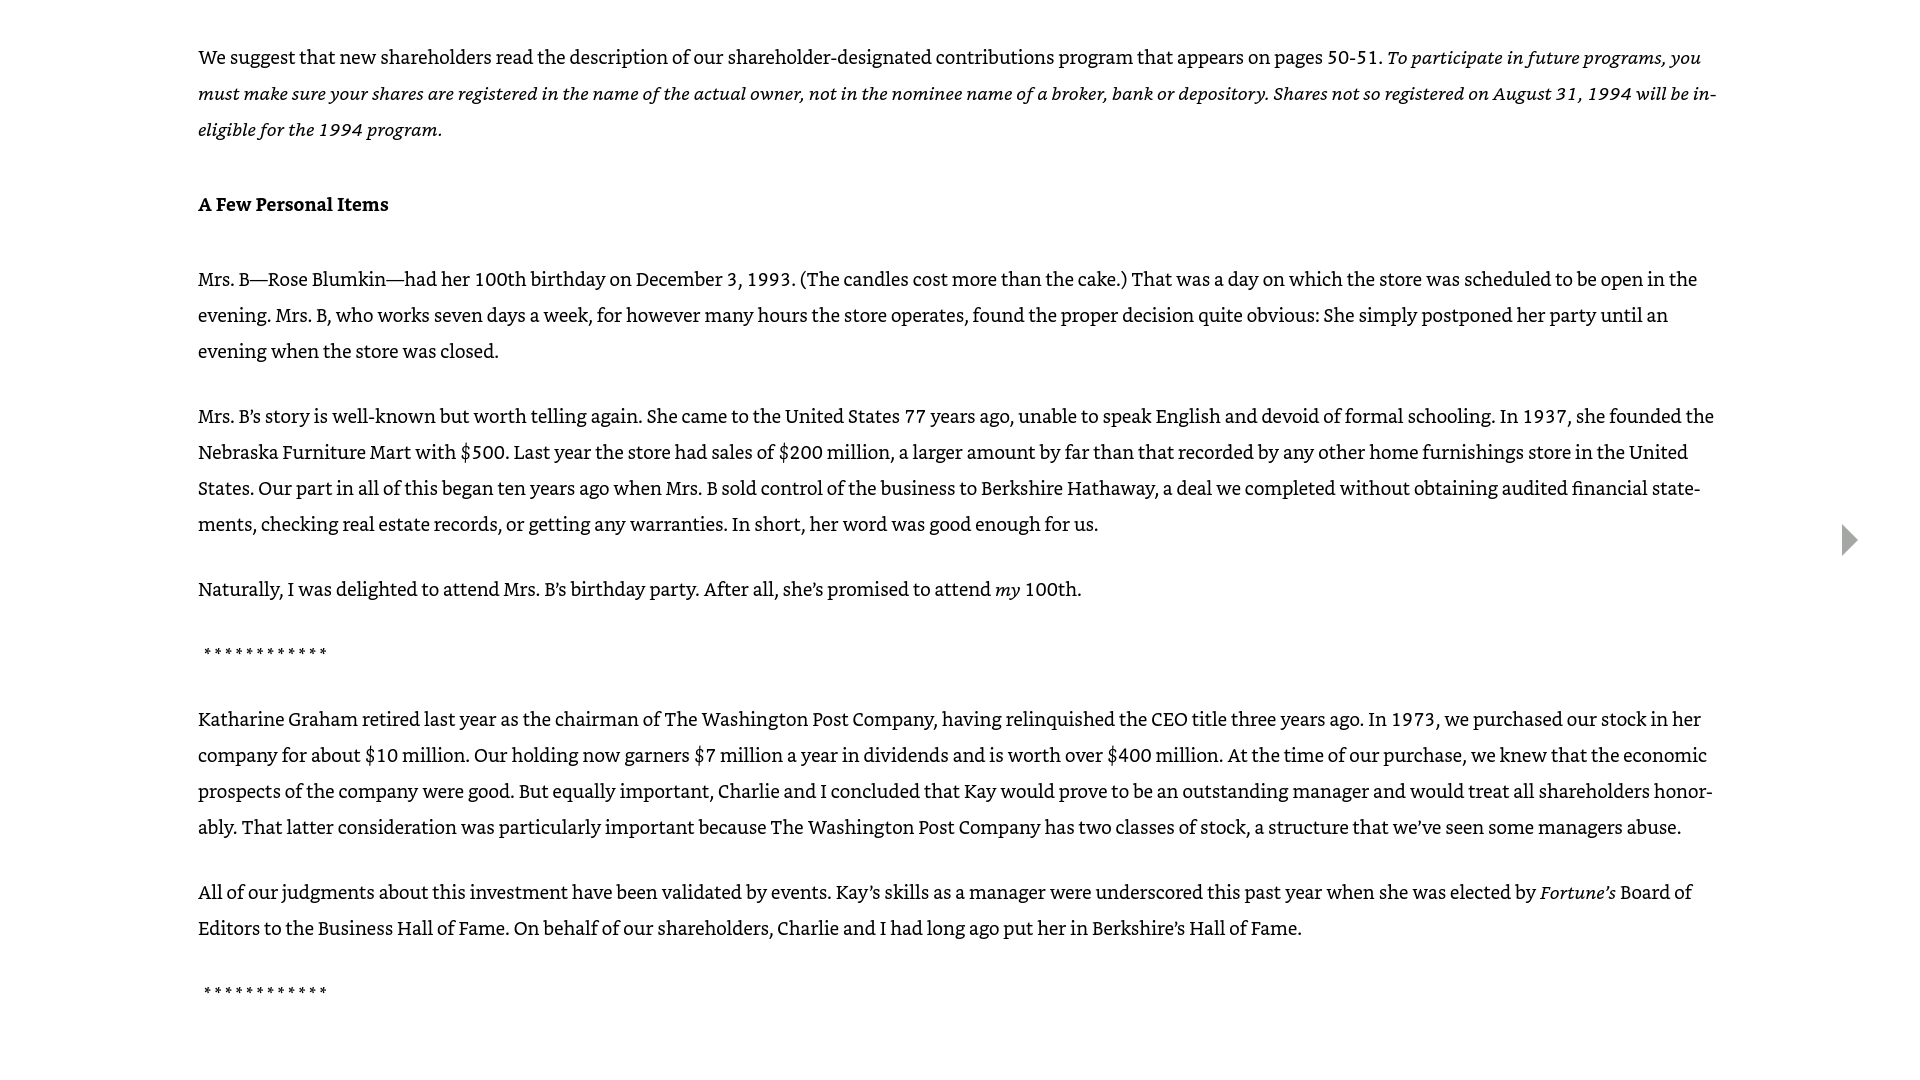 We suggest that new shareholders read the description of our shareholder-designated contributions program that appears on pages 50-51. To participate in future programs, you
must make sure your shares are registered in the name of the actual owner, not in the nominee name of a broker, bank or depository. Shares not so registered on August 31, 1994 will be in-
eligible for the 1994 program.
A Few Personal Items
Mrs. B—Rose Blumkin—had her 100th birthday on December 3, 1993. (The candles cost more than the cake.) That was a day on which the store was scheduled to be open in the
evening. Mrs. B, who works seven days a week, for however many hours the store operates, found the proper decision quite obvious: She simply postponed her party until an
evening when the store was closed.
Mrs. B’s story is well-known but worth telling again. She came to the United States 77 years ago, unable to speak English and devoid of formal schooling. In 1937, she founded the
Nebraska Furniture Mart with $500. Last year the store had sales of $200 million, a larger amount by far than that recorded by any other home furnishings store in the United
States. Our part in all of this began ten years ago when Mrs. B sold control of the business to Berkshire Hathaway, a deal we completed without obtaining audited financial state-
ments, checking real estate records, or getting any warranties. In short, her word was good enough for us.
Naturally, I was delighted to attend Mrs. B’s birthday party. After all, she’s promised to attend my 100th.
* * * * * * * * * * * *
Katharine Graham retired last year as the chairman of The Washington Post Company, having relinquished the CEO title three years ago. In 1973, we purchased our stock in her
company for about $10 million. Our holding now garners $7 million a year in dividends and is worth over $400 million. At the time of our purchase, we knew that the economic
prospects of the company were good. But equally important, Charlie and I concluded that Kay would prove to be an outstanding manager and would treat all shareholders honor-
ably. That latter consideration was particularly important because The Washington Post Company has two classes of stock, a structure that we’ve seen some managers abuse.
All of our judgments about this investment have been validated by events. Kay’s skills as a manager were underscored this past year when she was elected by Fortune’s Board of
Editors to the Business Hall of Fame. On behalf of our shareholders, Charlie and I had long ago put her in Berkshire’s Hall of Fame.
* * * * * * * * * * * *